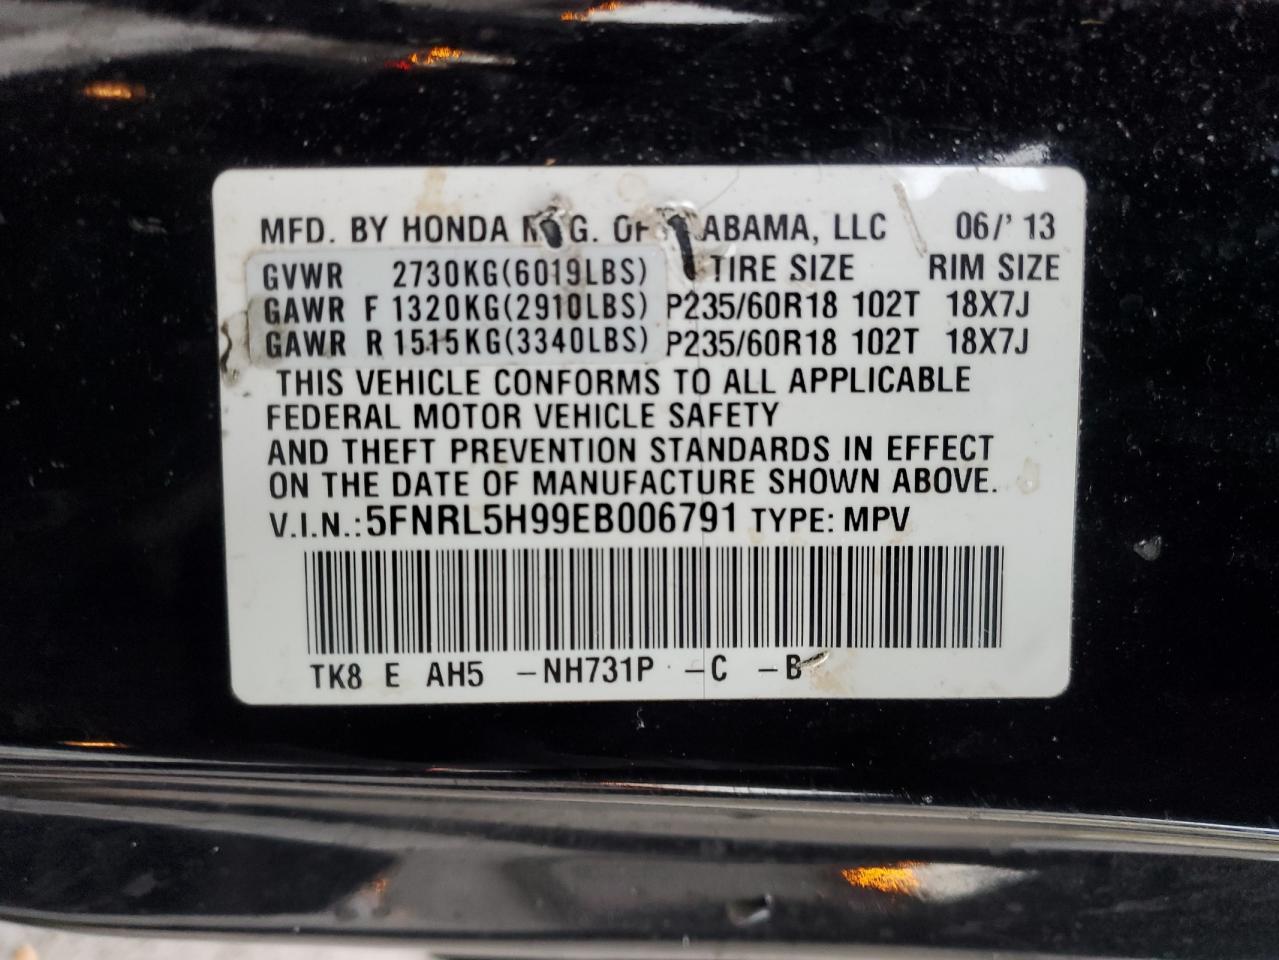 MFD. BY HONDA G. OF ABAMA, LLC 06/'13
GVWR 2730KG(6019LBS) TIRE SIZE RIM SIZE
GAWR F 1320KG(2910LBS) P235/60R18 102T 18X7J
GAWR R 1515KG(3340LBS) P235/60R18 102T 18X7J
THIS VEHICLE CONFORMS TO ALL APPLICABLE
FEDERAL MOTOR VEHICLE SAFETY
AND THEFT PREVENTION STANDARDS IN EFFECT
ON THE DATE OF MANUFACTURE SHOWN ABOVE.
V.I.N.:5FNRL5H99EB006791 TYPE: MPV
TK8 E AH5 -NH731P -C -B